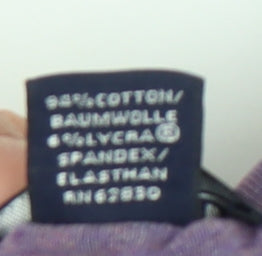 94%COTTON/
BAUMWOLLE
6%LYCRA®
SPANDEX/
ELASTHAN
RN62830